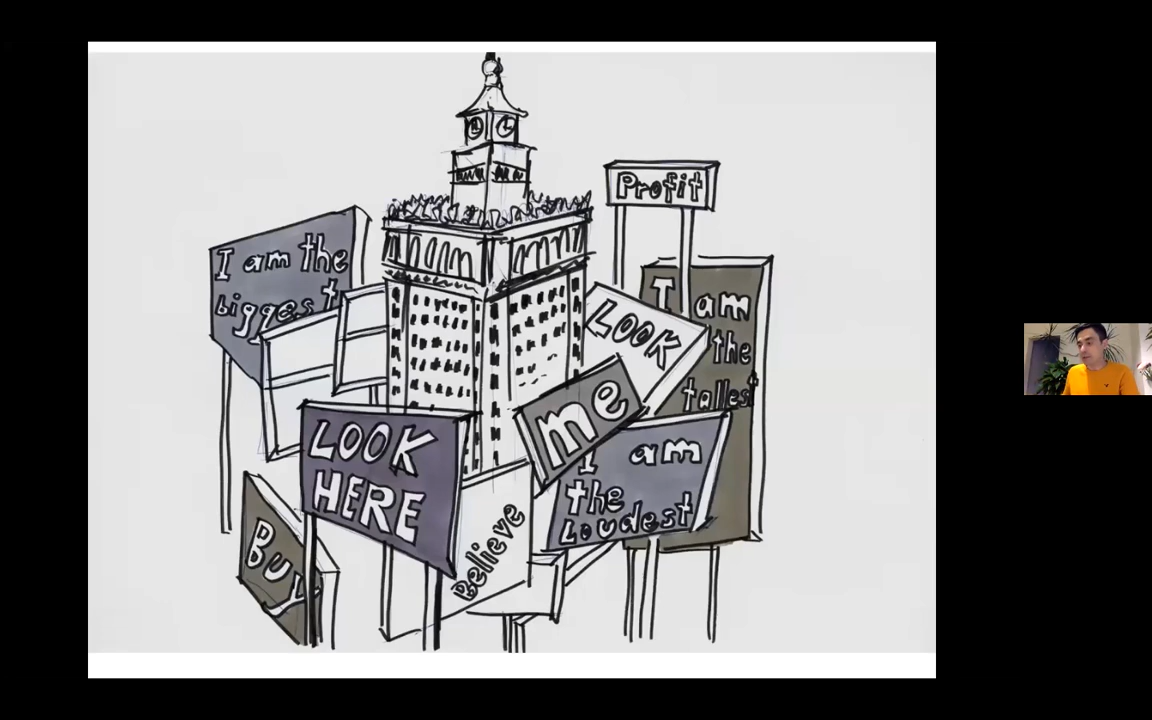 Profit
I am the
biggest
I am
the
tallest
LOOK
me
LOOK
HERE
I am
the
LOUDEST
Believe
BUY